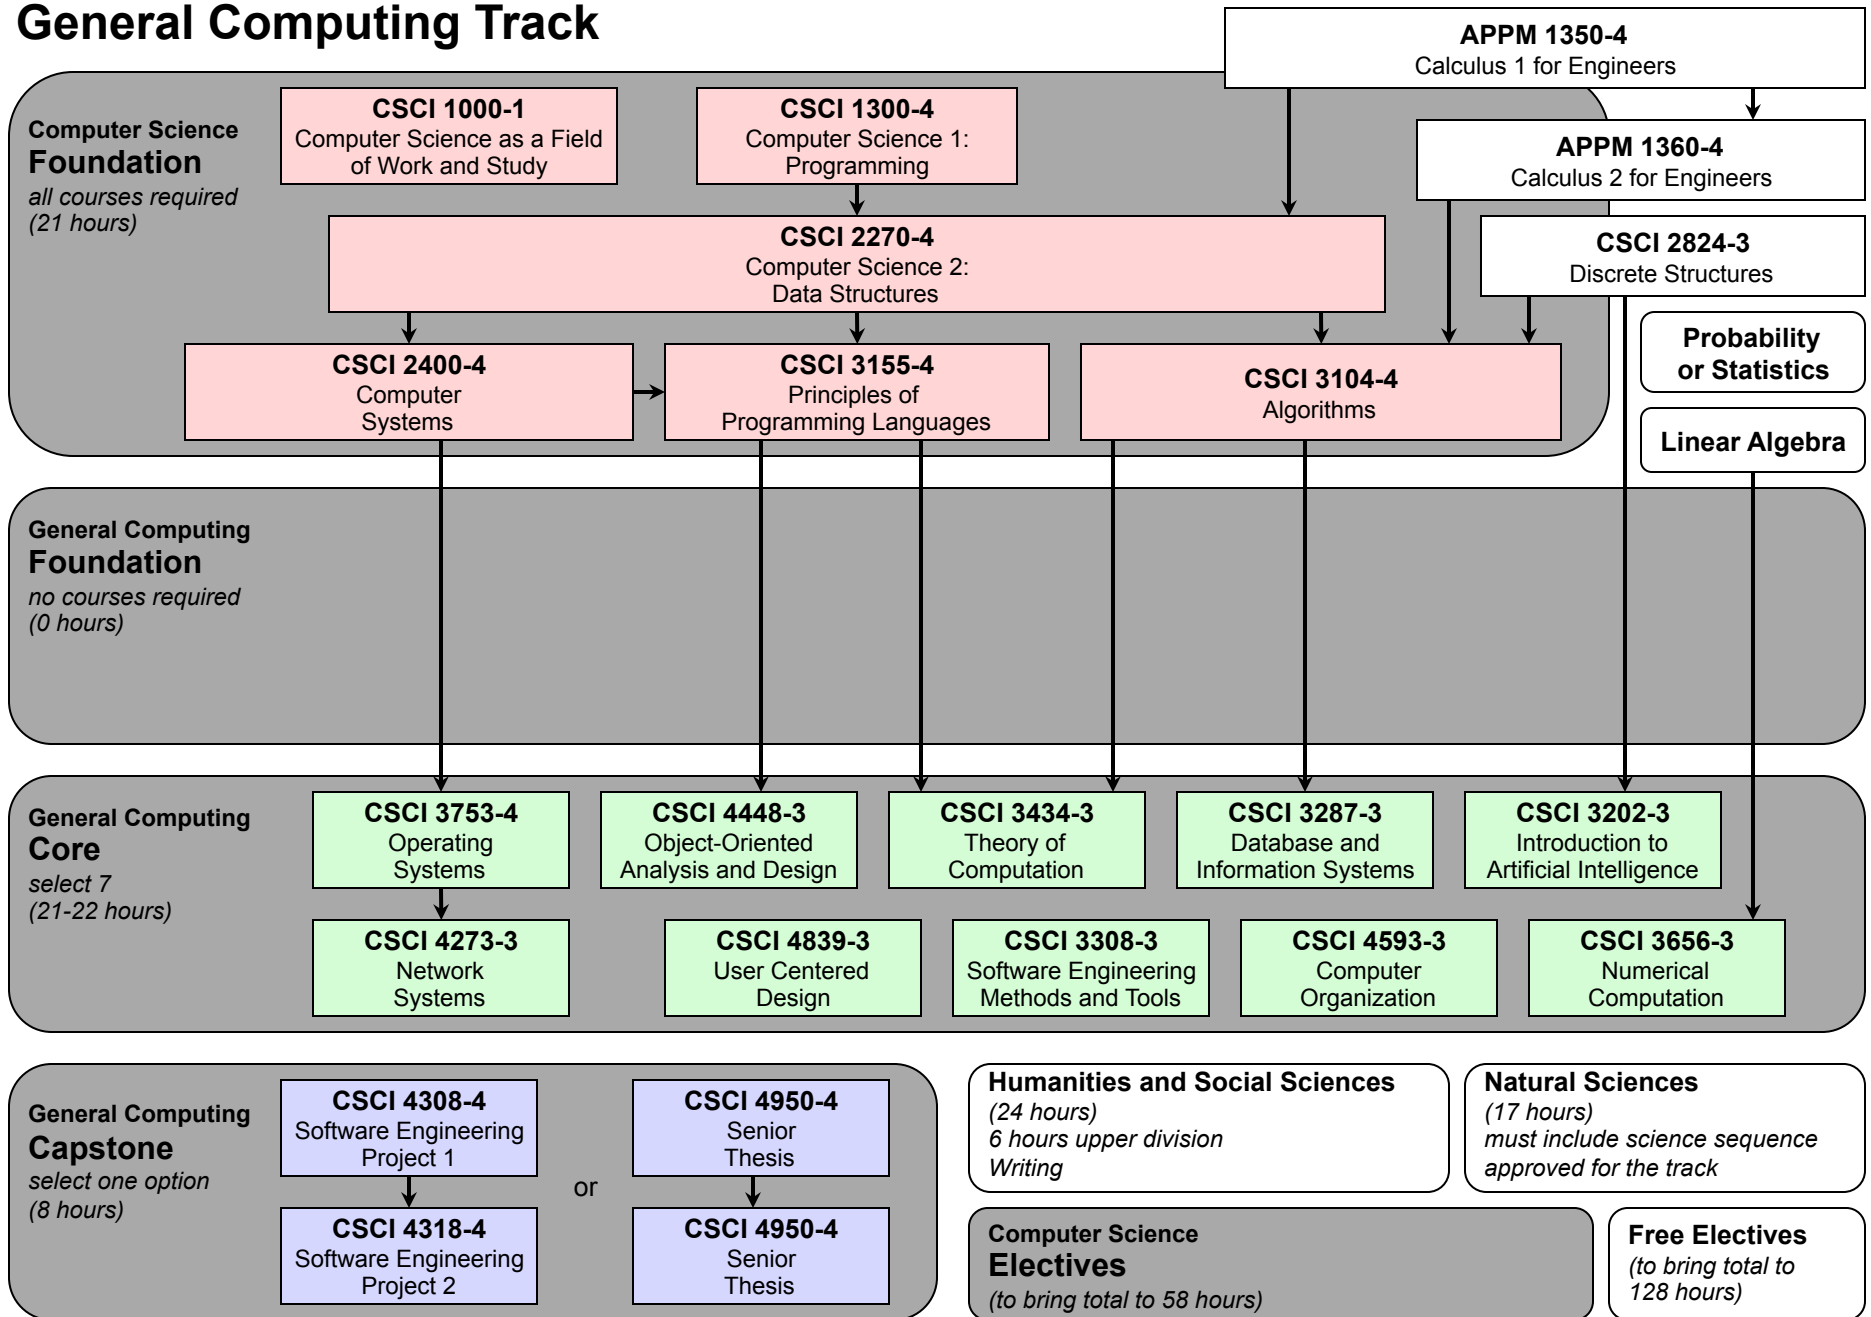 General Computing Track
APPM 1350-4
Calculus 1 for Engineers
Computer Science
Foundation
all courses required
(21 hours)
CSCI 1000-1
Computer Science as a Field
of Work and Study
CSCI 1300-4
Computer Science 1:
Programming
APPM 1360-4
Calculus 2 for Engineers
CSCI 2270-4
Computer Science 2:
Data Structures
CSCI 2824-3
Discrete Structures
Probability
or Statistics
CSCI 2400-4
Computer
Systems
CSCI 3155-4
Principles of
Programming Languages
CSCI 3104-4
Algorithms
Linear Algebra
General Computing
Foundation
no courses required
(0 hours)
General Computing
Core
select 7
(21-22 hours)
CSCI 3753-4
Operating
Systems
CSCI 4448-3
Object-Oriented
Analysis and Design
CSCI 3434-3
Theory of
Computation
CSCI 3287-3
Database and
Information Systems
CSCI 3202-3
Introduction to
Artificial Intelligence
CSCI 4273-3
Network
Systems
CSCI 4839-3
User Centered
Design
CSCI 3308-3
Software Engineering
Methods and Tools
CSCI 4593-3
Computer
Organization
CSCI 3656-3
Numerical
Computation
General Computing
Capstone
select one option
(8 hours)
CSCI 4308-4
Software Engineering
Project 1
or
CSCI 4950-4
Senior
Thesis
CSCI 4318-4
Software Engineering
Project 2
CSCI 4950-4
Senior
Thesis
Humanities and Social Sciences
(24 hours)
6 hours upper division
Writing
Natural Sciences
(17 hours)
must include science sequence
approved for the track
Computer Science
Electives
(to bring total to 58 hours)
Free Electives
(to bring total to
128 hours)